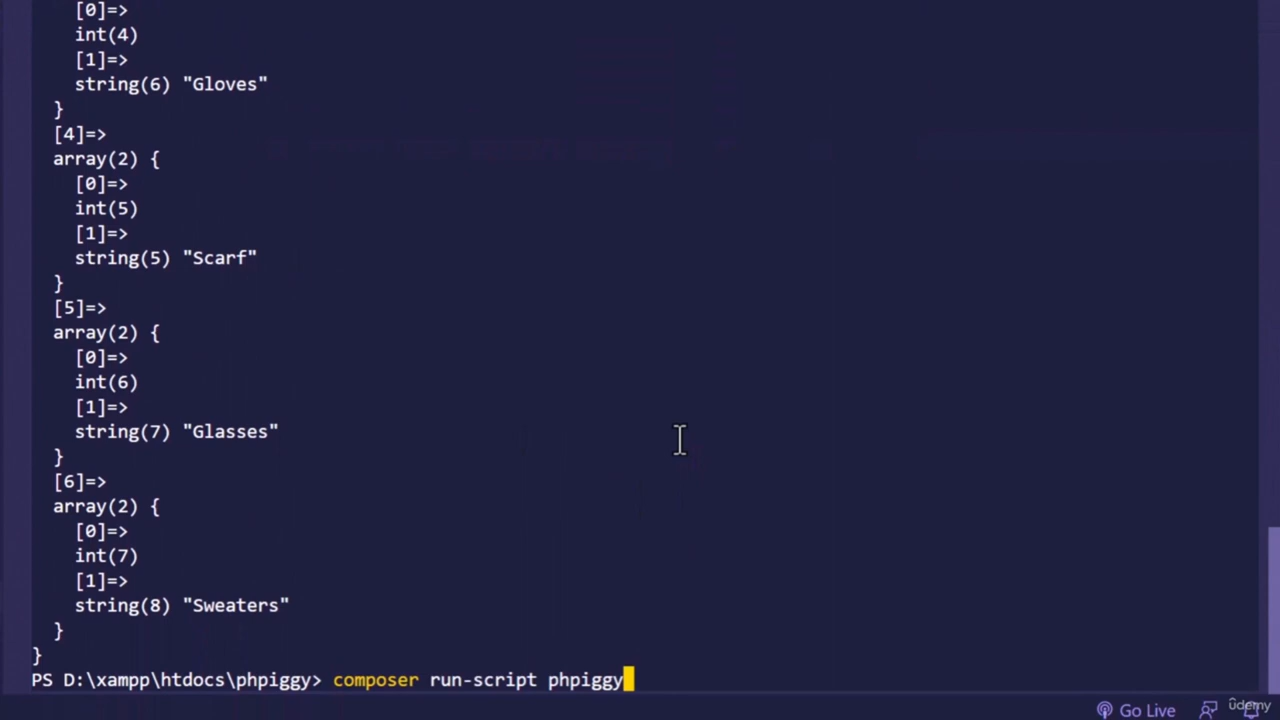 [0]=>
int(4)
[1]=>
string(6) "Gloves"
}
[4]=>
array(2) {
[0]=>
int(5)
[1]=>
string(5) "Scarf"
}
[5]=>
array(2) {
[0]=>
int(6)
[1]=>
string(7) "Glasses"
}
[6]=>
array(2) {
[0]=>
int(7)
[1]=>
string(8) "Sweaters"
}
}
PS D:\xampp\htdocs\phpiggy> composer run-script phpiggy
Go Live
ûdemy